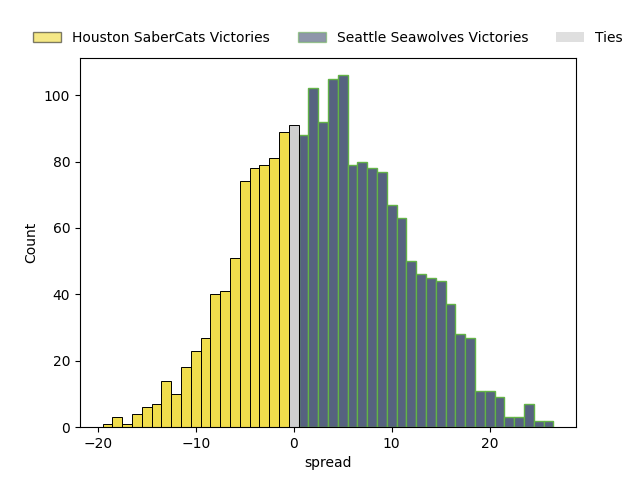 Houston SaberCats Victories Seattle Seawolves Victories Ties
100
80
60
40
20
0
Count
−20 −10 0 10 20
spread